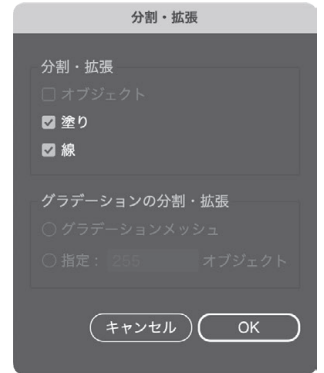 分割・拡張
分割・拡張
オブジェクト
塗り
線
グラデーションの分割・拡張
グラデーションメッシュ
指定： 255 オブジェクト
キャンセル OK